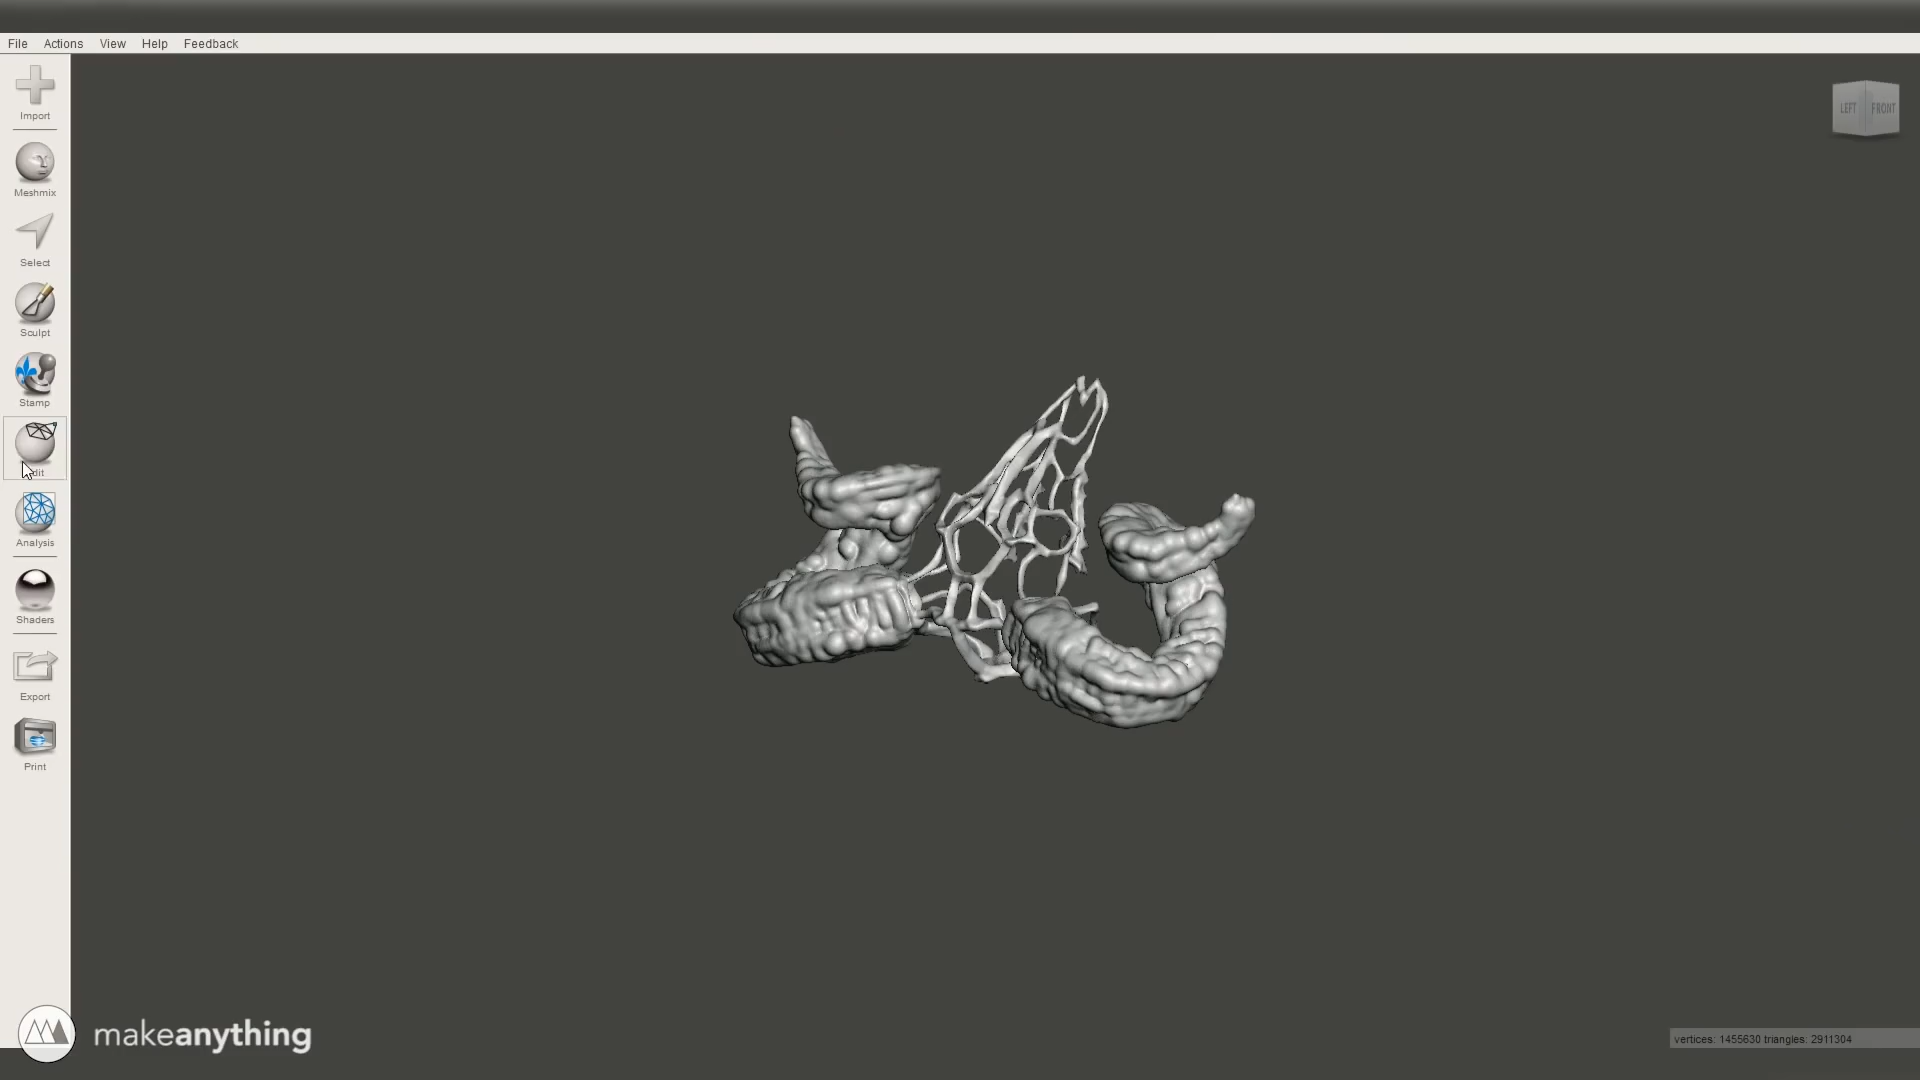 File Actions View Help Feedback
Import
Meshmix
Select
Sculpt
Stamp
Analysis
Shaders
Export
Print
LEFT FRONT
makeanything
vertices: 1455630 triangles: 2911304